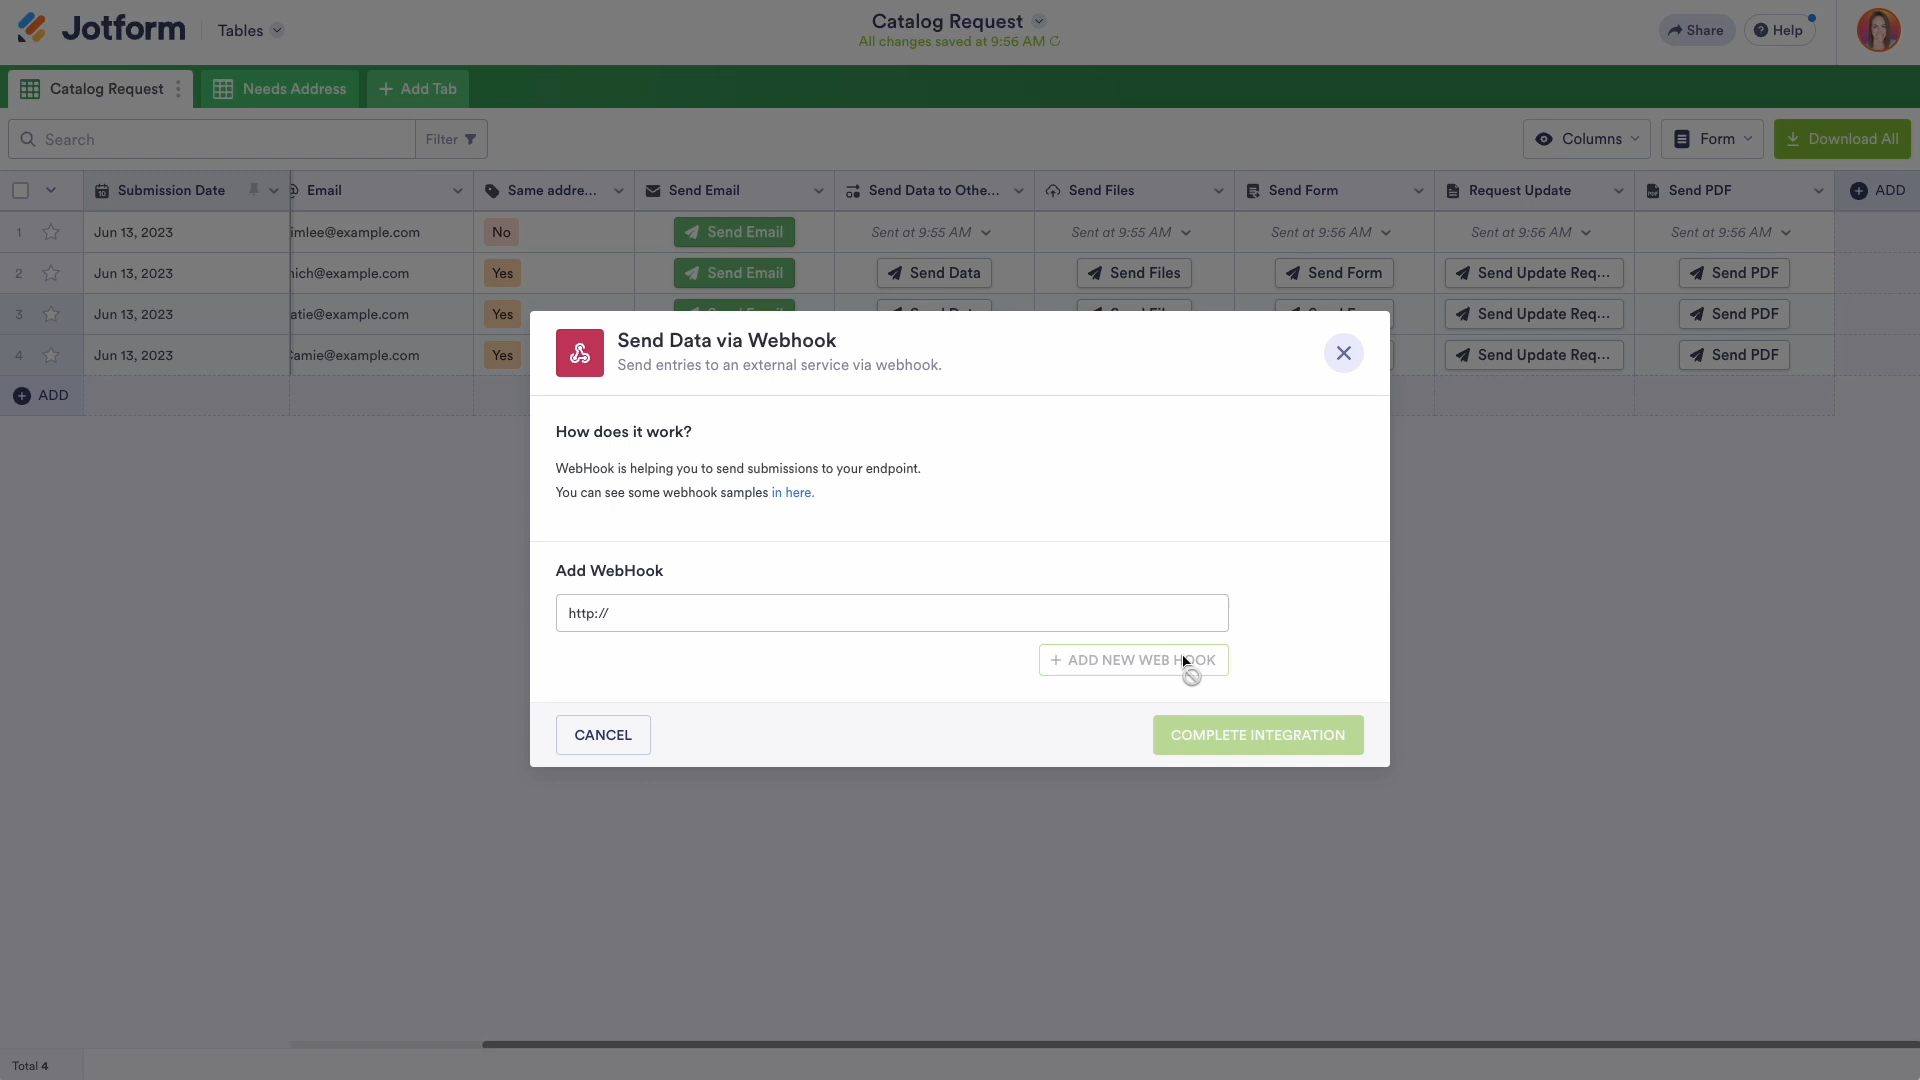 Jotform
Tables
Catalog Request
All changes saved at 9:56 AM
Share
Help
Catalog Request
Needs Address
+ Add Tab
Search
Filter
Columns
Form
Download All
Submission Date
Email
Same addre...
Send Email
Send Data to Othe...
Send Files
Send Form
Request Update
Send PDF
ADD
1 Jun 13, 2023 imlee@example.com No Send Email Sent at 9:55 AM Sent at 9:55 AM Sent at 9:56 AM Sent at 9:56 AM Sent at 9:56 AM
2 Jun 13, 2023 nich@example.com Yes Send Email Send Data Send Files Send Form Send Update Req... Send PDF
3 Jun 13, 2023 atie@example.com Yes Send Update Req... Send PDF
4 Jun 13, 2023 amie@example.com Yes Send Update Req... Send PDF
ADD
Send Data via Webhook
Send entries to an external service via webhook.
How does it work?
WebHook is helping you to send submissions to your endpoint.
You can see some webhook samples in here.
Add WebHook
http://
+ ADD NEW WEB HOOK
CANCEL
COMPLETE INTEGRATION
Total 4